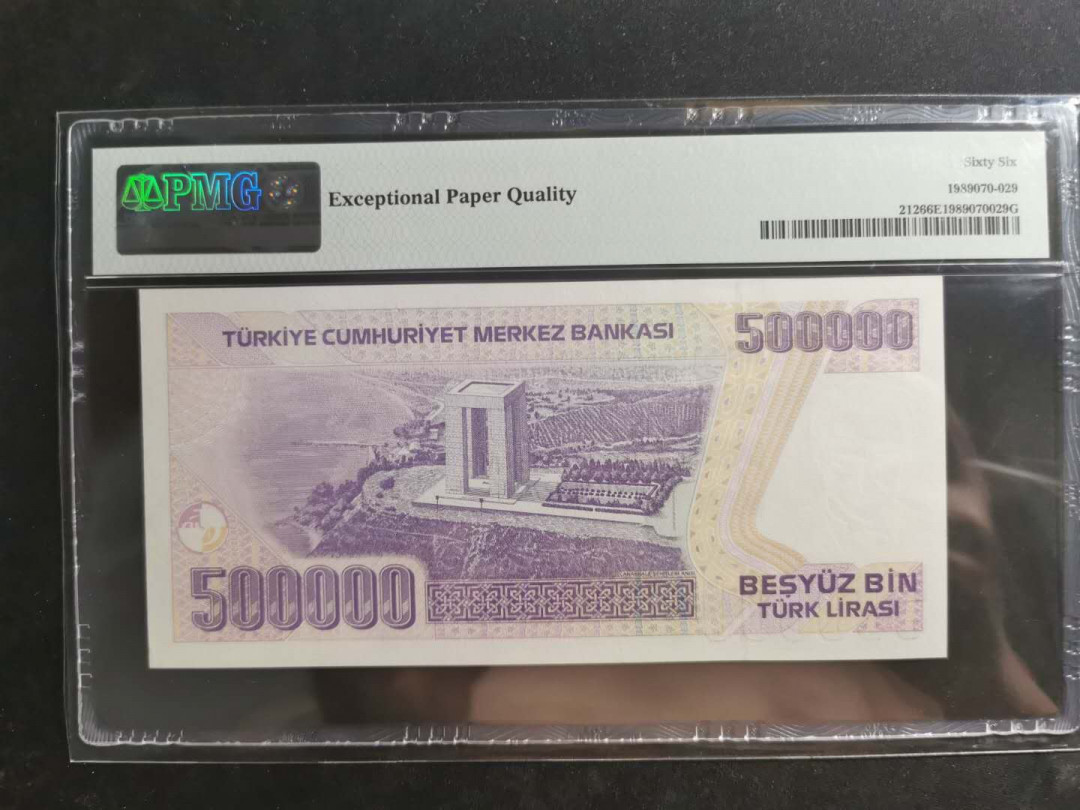 PMG
Exceptional Paper Quality
Sixty Six
1989070-029
21266E1989070029G
TÜRKİYE CUMHURİYET MERKEZ BANKASI
500000
500000
BEŞYÜZ BİN
TÜRK LİRASI